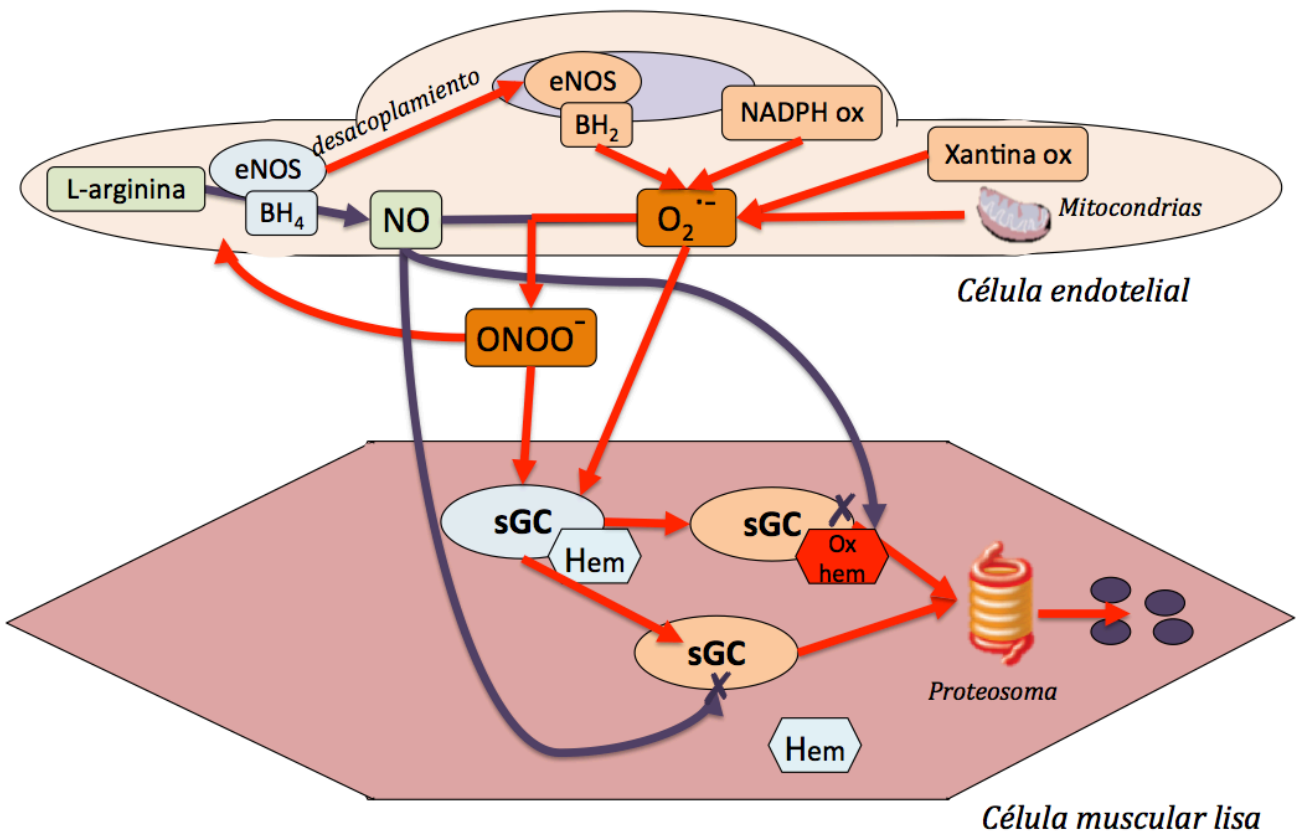 eNOS
BH2
NADPH ox
desacoplamiento
Xantina ox
L-arginina
eNOS
BH4
NO
O2·-
Mitocondrias
Célula endotelial
ONOO-
sGC
Hem
sGC
X
Ox
hem
sGC
X
Proteosoma
Hem
Célula muscular lisa